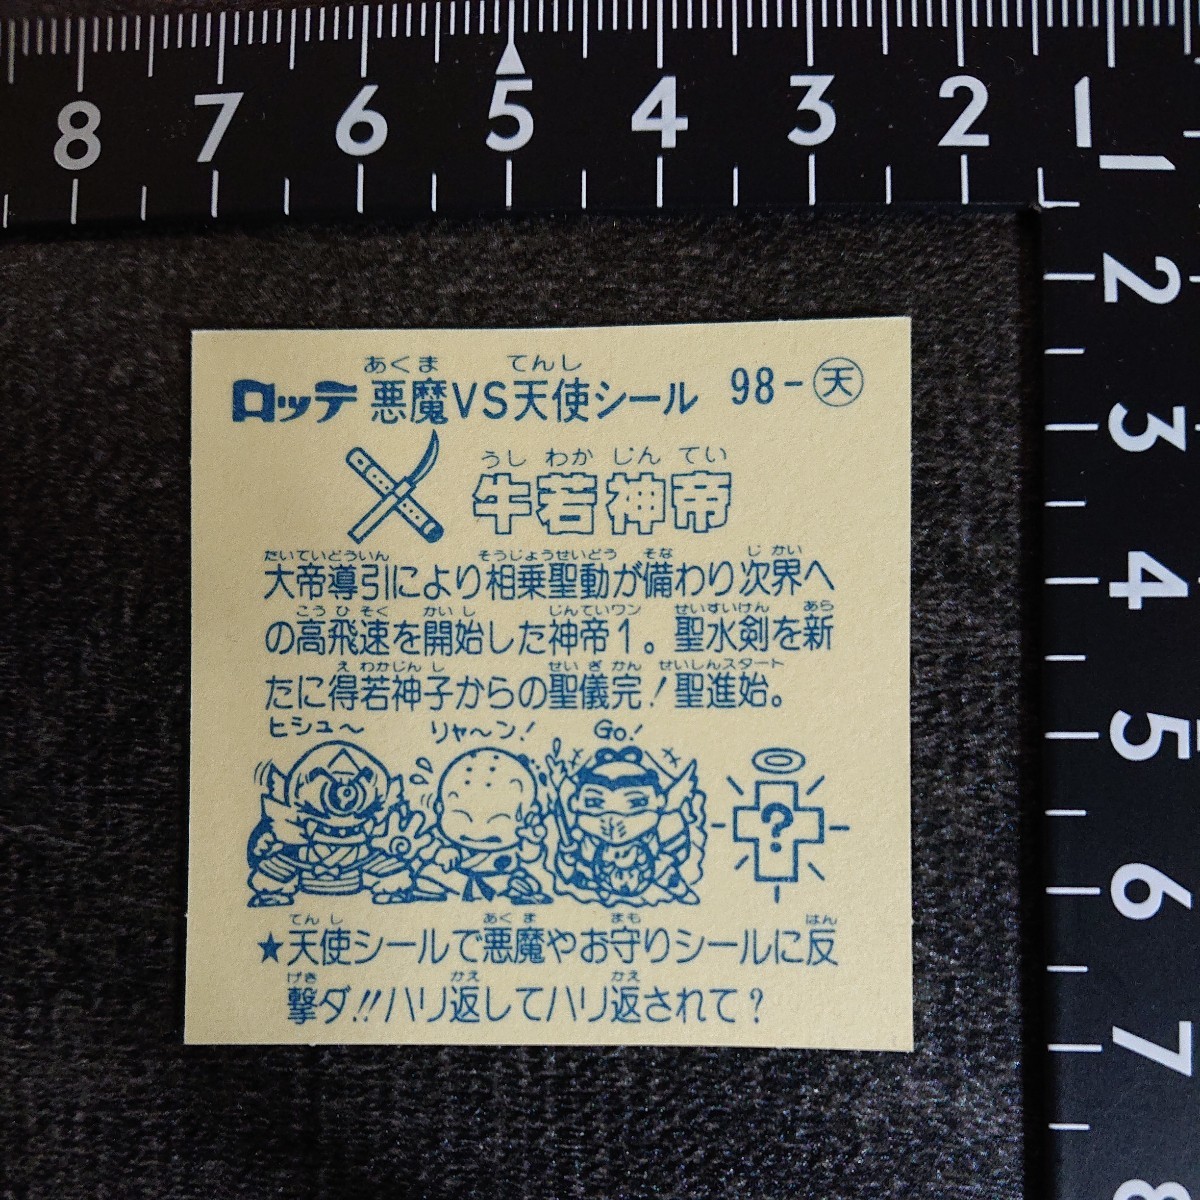 8 7 6 5 4 3 2 1
1
2
3
4
5
6
7
8
あくま てんし
ロッテ 悪魔VS天使シール 98-天
うし わか じん てい
牛若神帝
たいていどういん そうじょうせいどう そな じ かい
大帝導引により相乗聖動が備わり次界へ
こう ひ そく かい し じんていワン せいすいけん あら
の高飛速を開始した神帝1。聖水剣を新
え わかじん し せい ぎ かん せいしんスタート
たに得若神子からの聖儀完!聖進始。
ヒシュ〜 リャ〜ン! Go!
?
てんし あく ま まも はん
★天使シールで悪魔やお守りシールに反
げき かえ かえ
撃ダ!!ハリ返してハリ返されて?